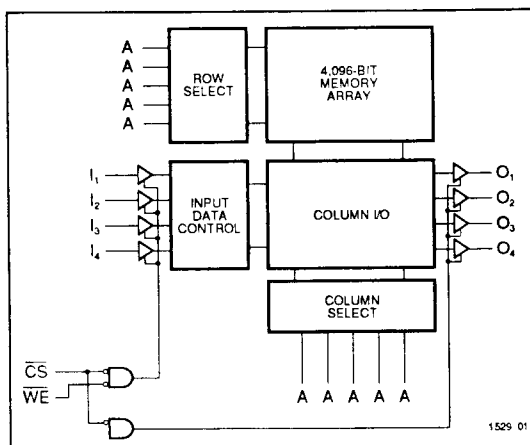 A
A
A
A
A
ROW
SELECT
4,096-BIT
MEMORY
ARRAY
I₁
I₂
I₃
I₄
INPUT
DATA
CONTROL
COLUMN I/O
O₁
O₂
O₃
O₄
COLUMN
SELECT
A A A A A
CS
WE
1529 01